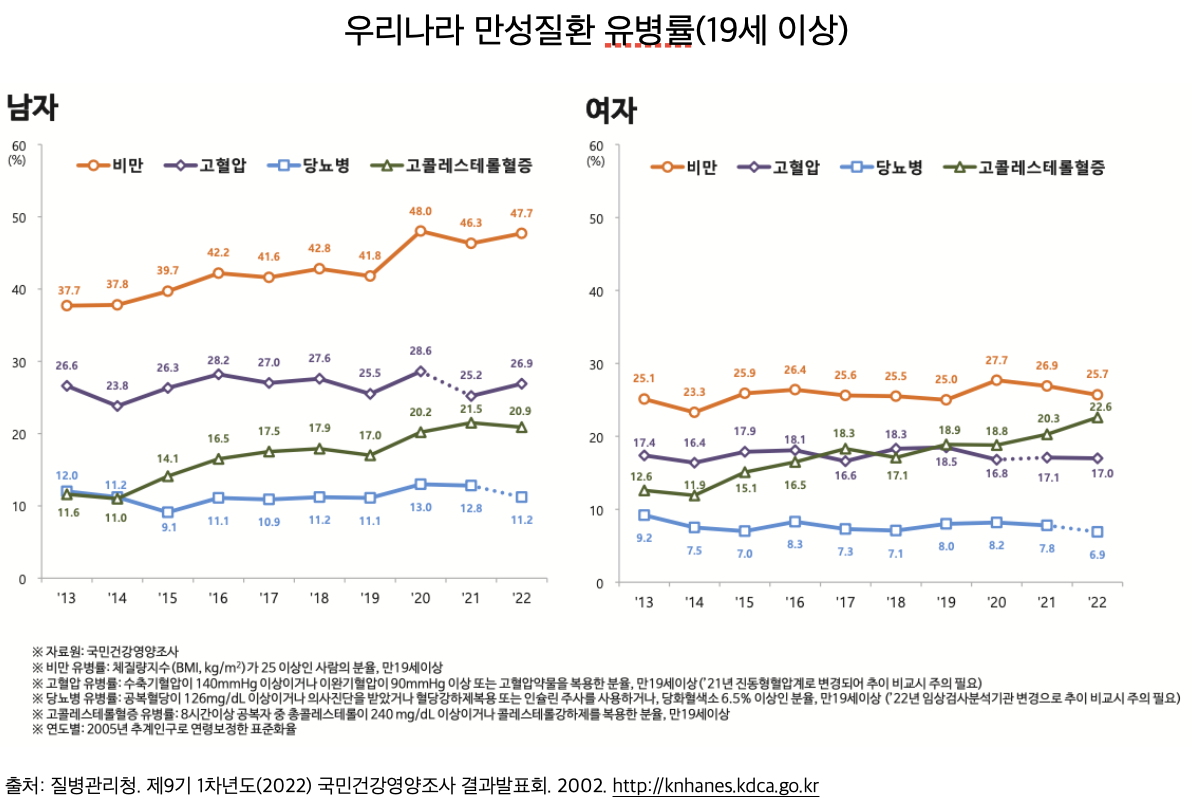 우리나라 만성질환 유병률(19세 이상)
남자
60
(%)
비만 고혈압 당뇨병 고콜레스테롤혈증
50
40
30
20
10
0
37.7 37.8 39.7 42.2 41.6 42.8 41.8 48.0 46.3 47.7
26.6 23.8 26.3 28.2 27.0 27.6 25.5 28.6 25.2 26.9
11.6 11.0 14.1 16.5 17.5 17.9 17.0 20.2 21.5 20.9
12.0 11.2 9.1 11.1 10.9 11.2 11.1 13.0 12.8 11.2
'13 '14 '15 '16 '17 '18 '19 '20 '21 '22
여자
60
(%)
비만 고혈압 당뇨병 고콜레스테롤혈증
50
40
30
20
10
0
25.1 23.3 25.9 26.4 25.6 25.5 25.0 27.7 26.9 25.7
17.4 16.4 17.9 18.1 16.6 18.3 18.5 16.8 17.1 17.0
12.6 11.9 15.1 16.5 18.3 17.1 18.9 18.8 20.3 22.6
9.2 7.5 7.0 8.3 7.3 7.1 8.0 8.2 7.8 6.9
'13 '14 '15 '16 '17 '18 '19 '20 '21 '22
※ 자료원: 국민건강영양조사
※ 비만 유병률: 체질량지수(BMI, kg/m²)가 25 이상인 사람의 분율, 만19세이상
※ 고혈압 유병률: 수축기혈압이 140mmHg 이상이거나 이완기혈압이 90mmHg 이상 또는 고혈압약물을 복용한 분율, 만19세이상('21년 진동형혈압계로 변경되어 추이 비교시 주의 필요)
※ 당뇨병 유병률: 공복혈당이 126mg/dL 이상이거나 의사진단을 받았거나 혈당강하제복용 또는 인슐린 주사를 사용하거나, 당화혈색소 6.5% 이상인 분율, 만19세이상 ('22년 임상검사분석기관 변경으로 추이 비교시 주의 필요)
※ 고콜레스테롤혈증 유병률: 8시간이상 공복자 중 총콜레스테롤이 240 mg/dL 이상이거나 콜레스테롤강하제를 복용한 분율, 만19세이상
※ 연도별: 2005년 추계인구로 연령보정한 표준화율
출처: 질병관리청. 제9기 1차년도(2022) 국민건강영양조사 결과발표회. 2002. http://knhanes.kdca.go.kr